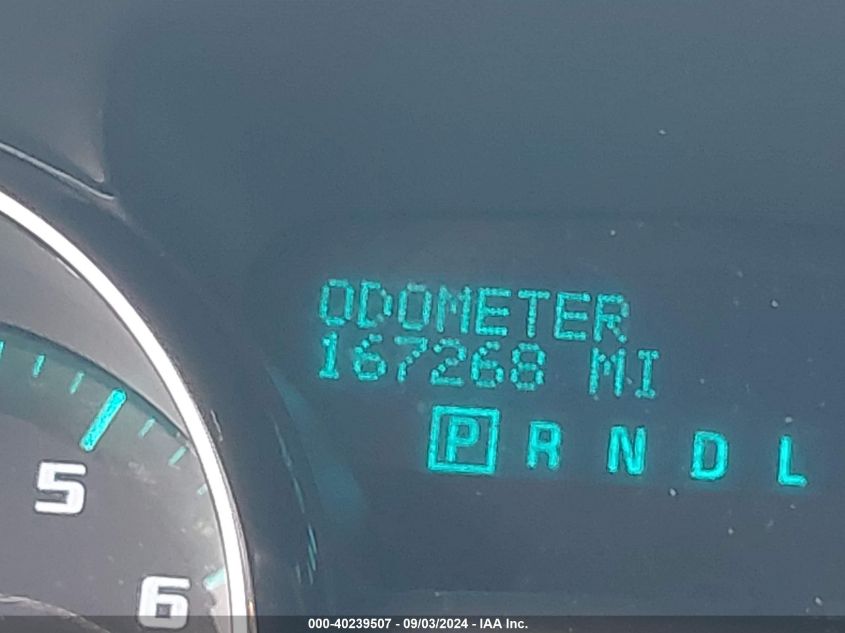 ODOMETER
167268 MI
P R N D L
5
6
000-40239507 - 09/03/2024 - IAA Inc.